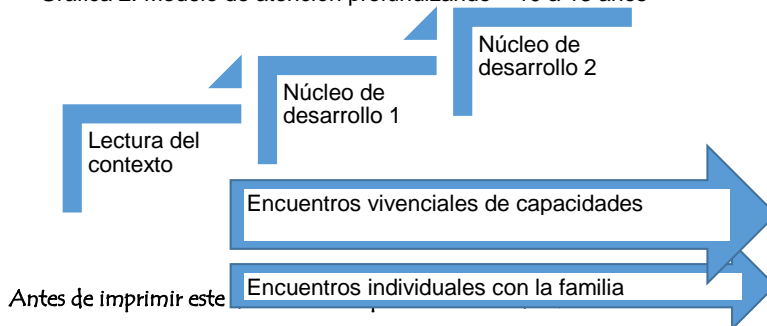 Núcleo de
desarrollo 2
Núcleo de
desarrollo 1
Lectura del
contexto
Encuentros vivenciales de capacidades
Encuentros individuales con la familia
Antes de imprimir este